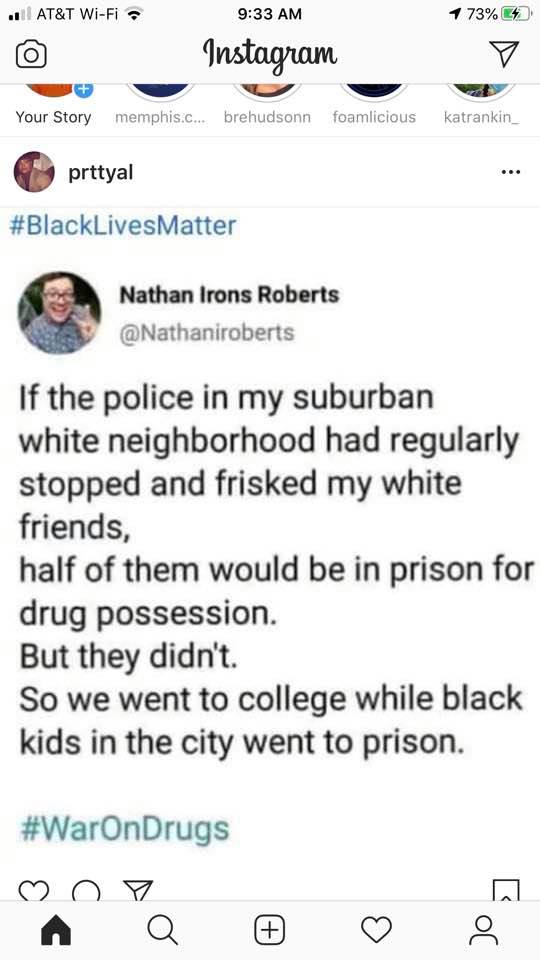 AT&T Wi-Fi 9:33 AM 73%
Instagram
Your Story memphis.c... brehudsonn foamlicious katrankin_
prttyal
#BlackLivesMatter
Nathan Irons Roberts
@Nathaniroberts
If the police in my suburban
white neighborhood had regularly
stopped and frisked my white
friends,
half of them would be in prison for
drug possession.
But they didn't.
So we went to college while black
kids in the city went to prison.
#WarOnDrugs